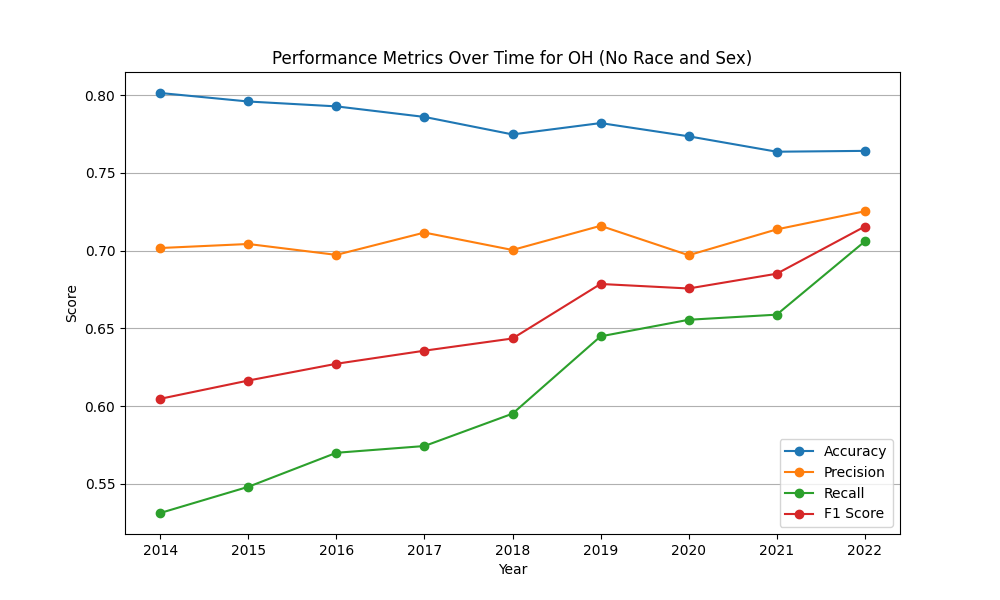 Performance Metrics Over Time for OH (No Race and Sex)
Score
0.80
0.75
0.70
0.65
0.60
0.55
Accuracy
Precision
Recall
F1 Score
2014 2015 2016 2017 2018 2019 2020 2021 2022
Year